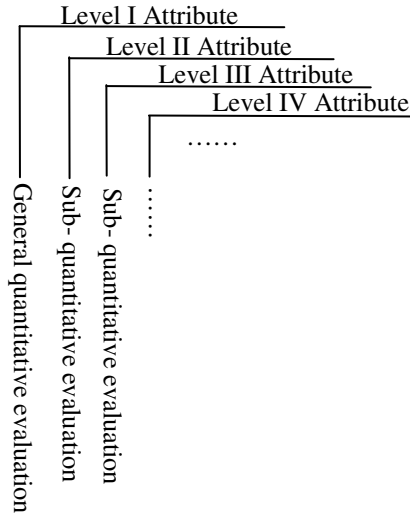 Level I Attribute
Level II Attribute
Level III Attribute
Level IV Attribute
……
……
General quantitative evaluation
Sub- quantitative evaluation
Sub- quantitative evaluation